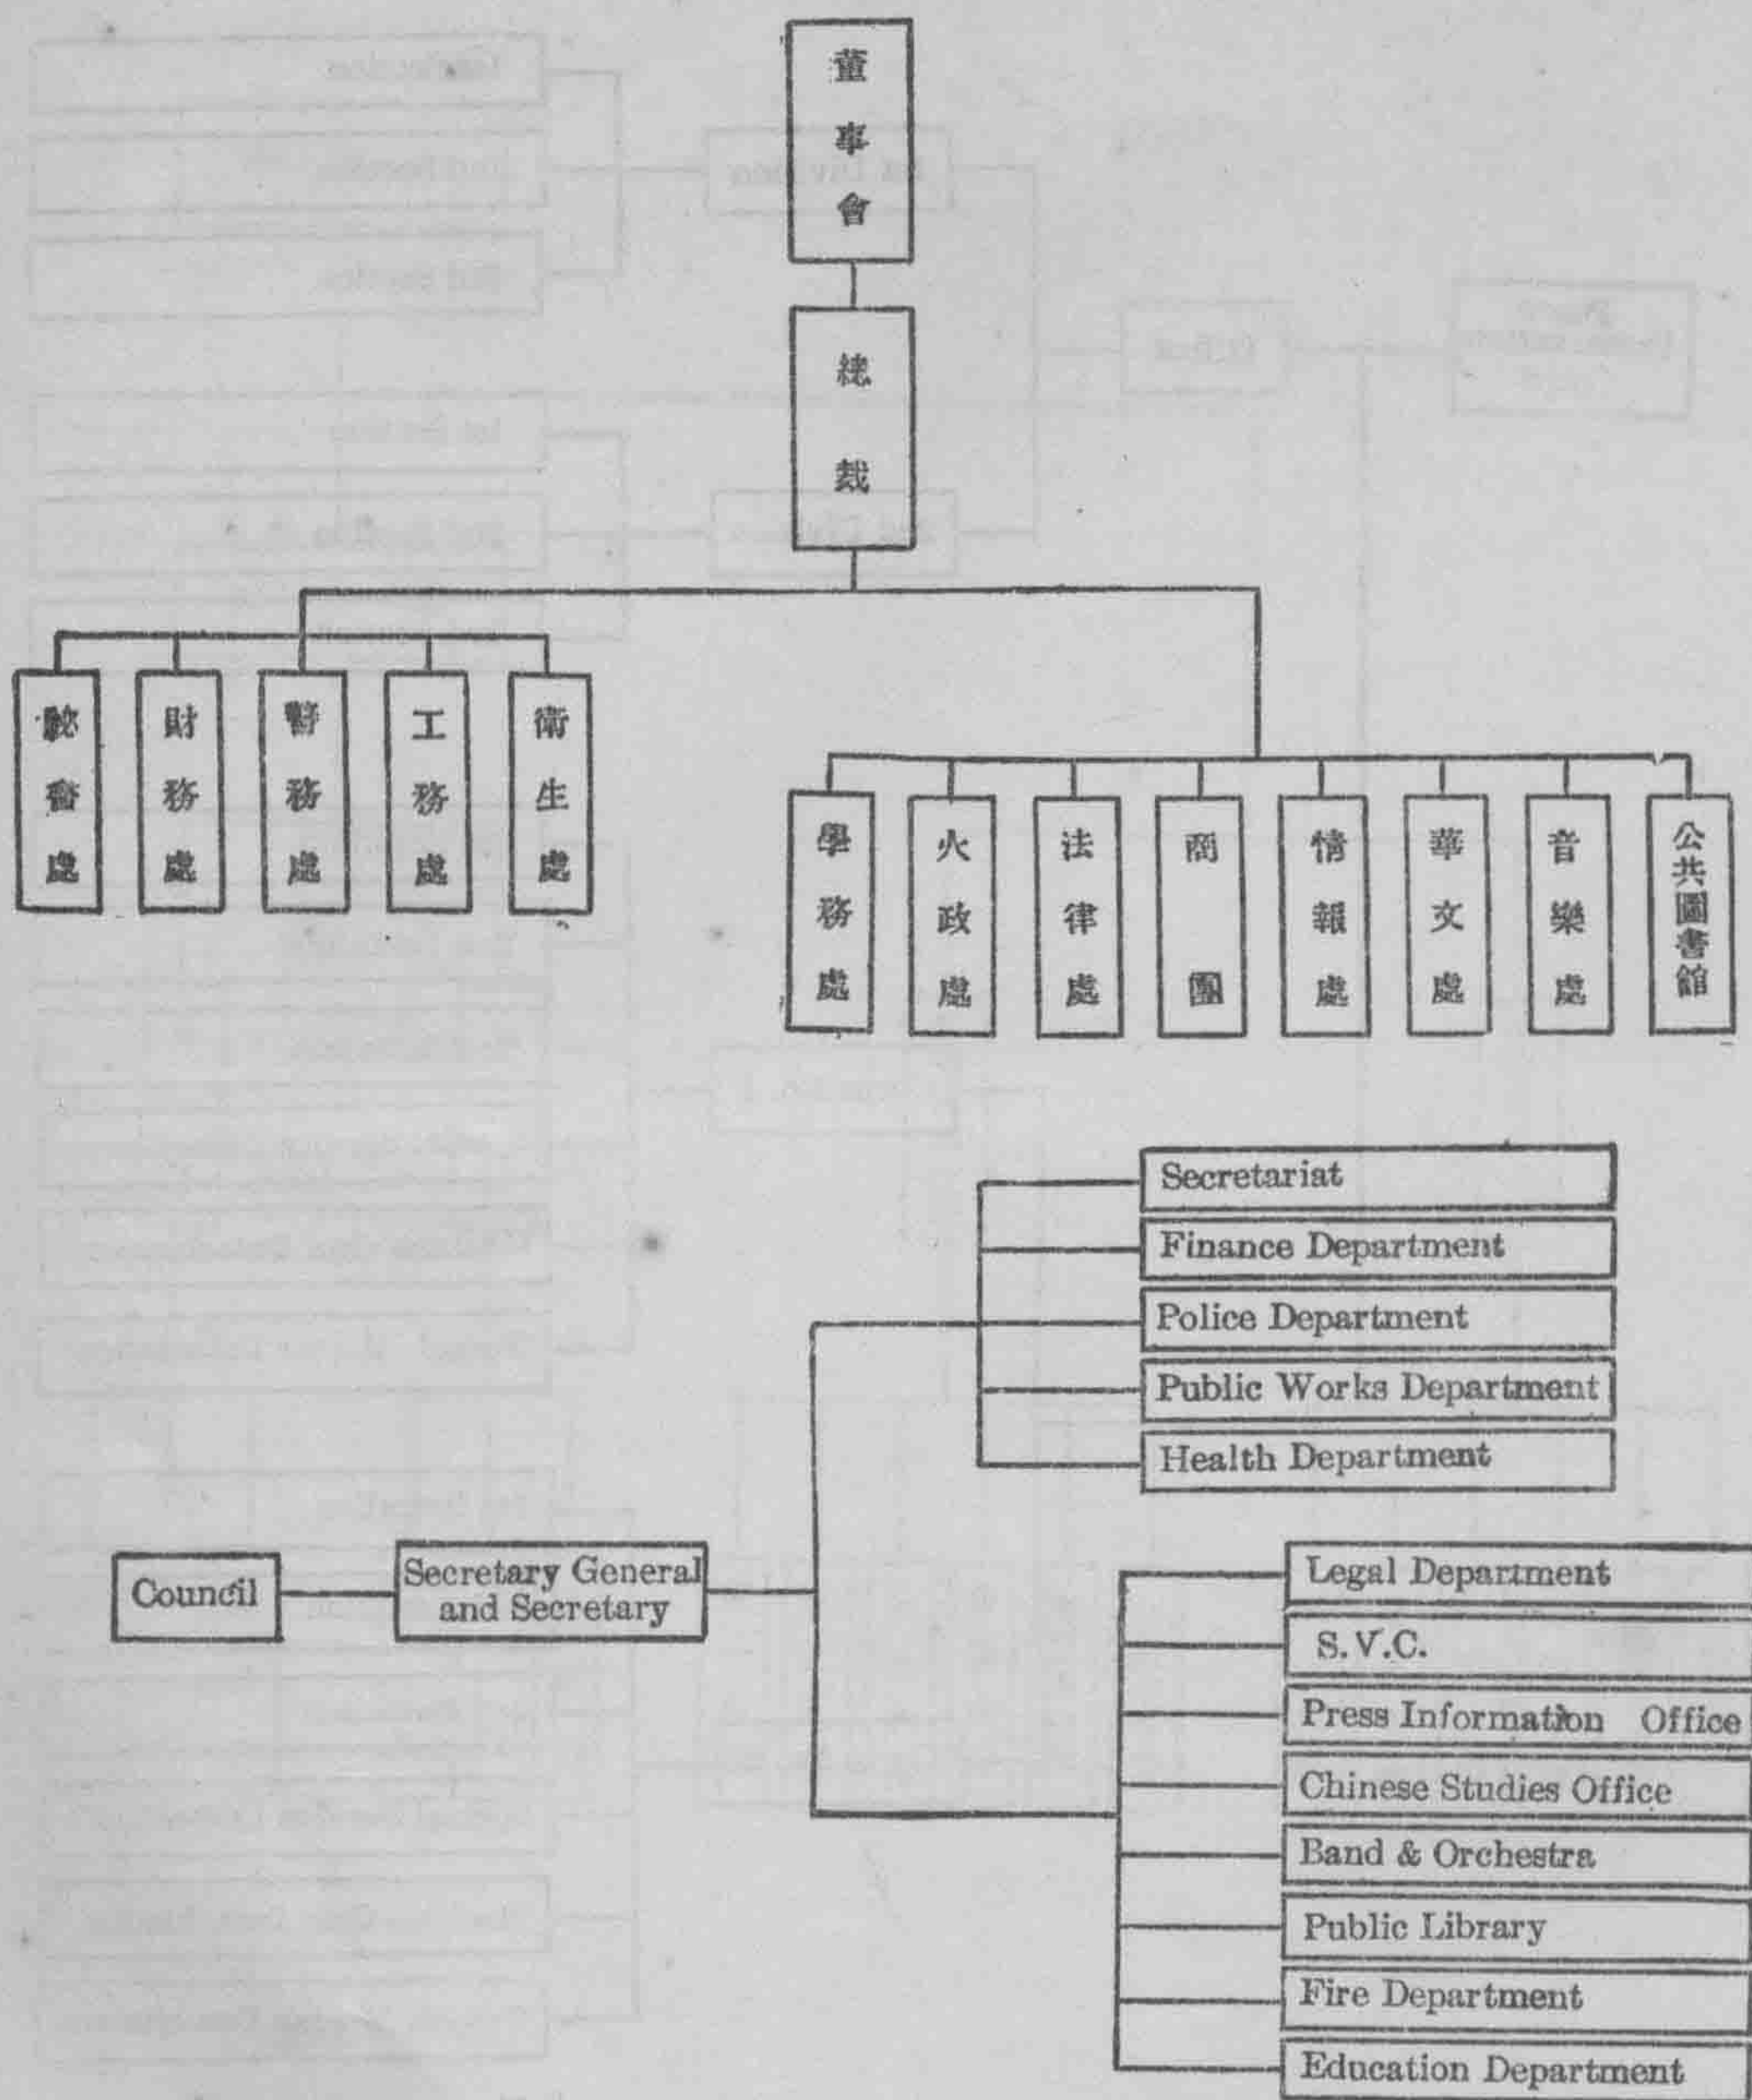 董事會
總裁
秘書處
財務處
警務處
工務處
衛生處
學務處
火政處
法律處
商團
情報處
華文處
音樂處
公共圖書館
Secretariat
Finance Department
Police Department
Public Works Department
Health Department
Council
Secretary General
and Secretary
Legal Department
S.V.C.
Press Information Office
Chinese Studies Office
Band & Orchestra
Public Library
Fire Department
Education Department